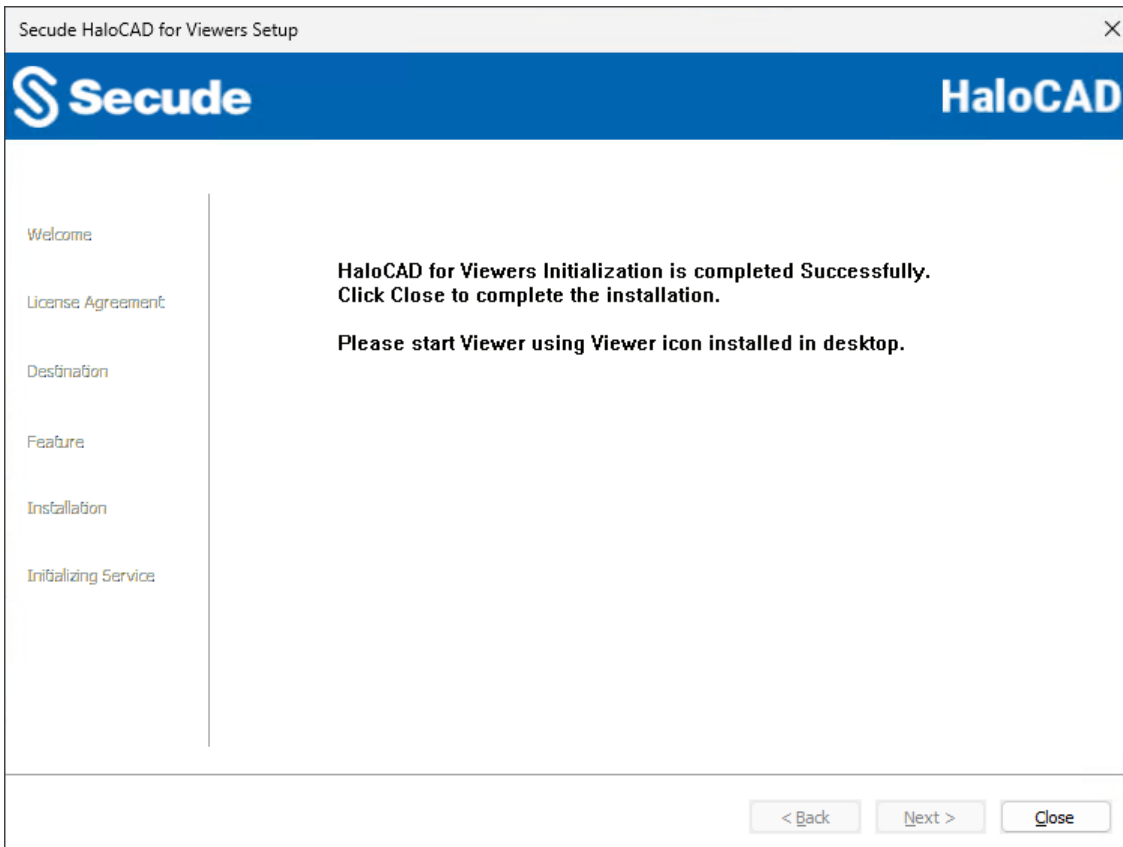 Secude HaloCAD for Viewers Setup
Secude
HaloCAD
Welcome
License Agreement
Destination
Feature
Installation
Initializing Service
HaloCAD for Viewers Initialization is completed Successfully.
Click Close to complete the installation.
Please start Viewer using Viewer icon installed in desktop.
< Back
Next >
Close